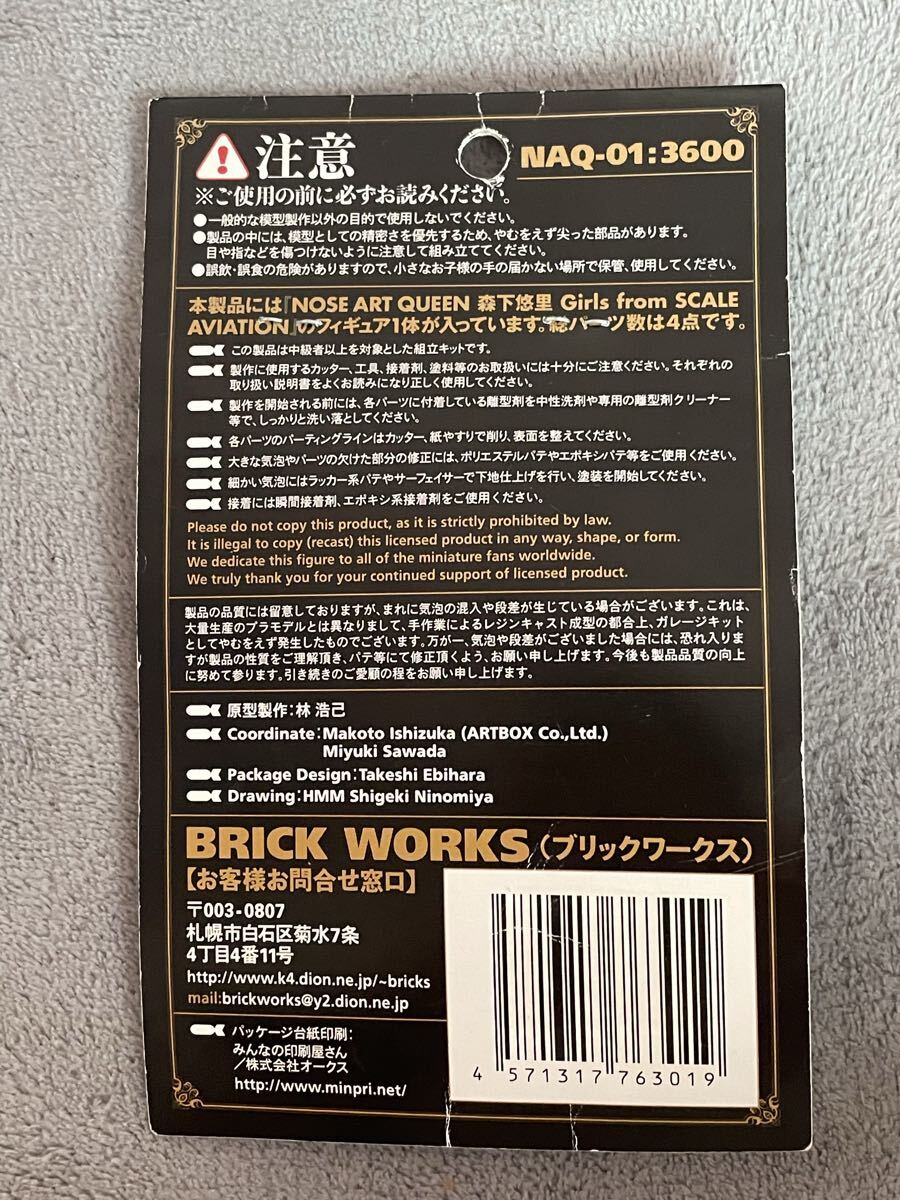 注意
NAQ-01:3600
※ご使用の前に必ずお読みください。
●一般的な模型製作以外の目的で使用しないでください。
●製品の中には、模型としての精密さを優先するため、やむをえず尖った部品があります。
目や指などを傷つけないように注意して組み立ててください。
●誤飲・誤食の危険がありますので、小さなお子様の手の届かない場所で保管、使用してください。
本製品には『NOSE ART QUEEN 森下悠里 Girls from SCALE
AVIATION』のフィギュア1体が入っています。総パーツ数は4点です。
この製品は中級者以上を対象とした組立キットです。
製作に使用するカッター、工具、接着剤、塗料等のお取扱いには十分にご注意ください。それぞれの
取り扱い説明書をよくお読みになり正しく使用してください。
製作を開始される前には、各パーツに付着している離型剤を中性洗剤や専用の離型剤クリーナー
等で、しっかりと洗い落としてください。
各パーツのパーティングラインはカッター、紙やすりで削り、表面を整えてください。
大きな気泡やパーツの欠けた部分の修正には、ポリエステルパテやエポキシパテ等をご使用ください。
細かい気泡にはラッカー系パテやサーフェイサーで下地仕上げを行い、塗装を開始してください。
接着には瞬間接着剤、エポキシ系接着剤をご使用ください。
Please do not copy this product, as it is strictly prohibited by law.
It is illegal to copy (recast) this licensed product in any way, shape, or form.
We dedicate this figure to all of the miniature fans worldwide.
We truly thank you for your continued support of licensed product.
製品の品質には留意しておりますが、まれに気泡の混入や段差が生じている場合がございます。これは、
大量生産のプラモデルとは異なりまして、手作業によるレジンキャスト成型の都合上、ガレージキット
としてやむをえず発生したものでございます。万が一、気泡や段差がございました場合には、恐れ入りま
すが製品の性質をご理解頂き、パテ等にて修正頂くよう、お願い申し上げます。今後も製品品質の向上
に努めて参ります。引き続きのご愛顧の程をお願い申し上げます。
原型製作:林 浩己
Coordinate:Makoto Ishizuka (ARTBOX Co.,Ltd.)
Miyuki Sawada
Package Design:Takeshi Ebihara
Drawing:HMM Shigeki Ninomiya
BRICK WORKS(ブリックワークス)
【お客様お問合せ窓口】
〒003-0807
札幌市白石区菊水7条
4丁目4番11号
http://www.k4.dion.ne.jp/~bricks
mail:brickworks@y2.dion.ne.jp
パッケージ台紙印刷:
みんなの印刷屋さん
/株式会社オークス
http://www.minpri.net/
4 571317 763019